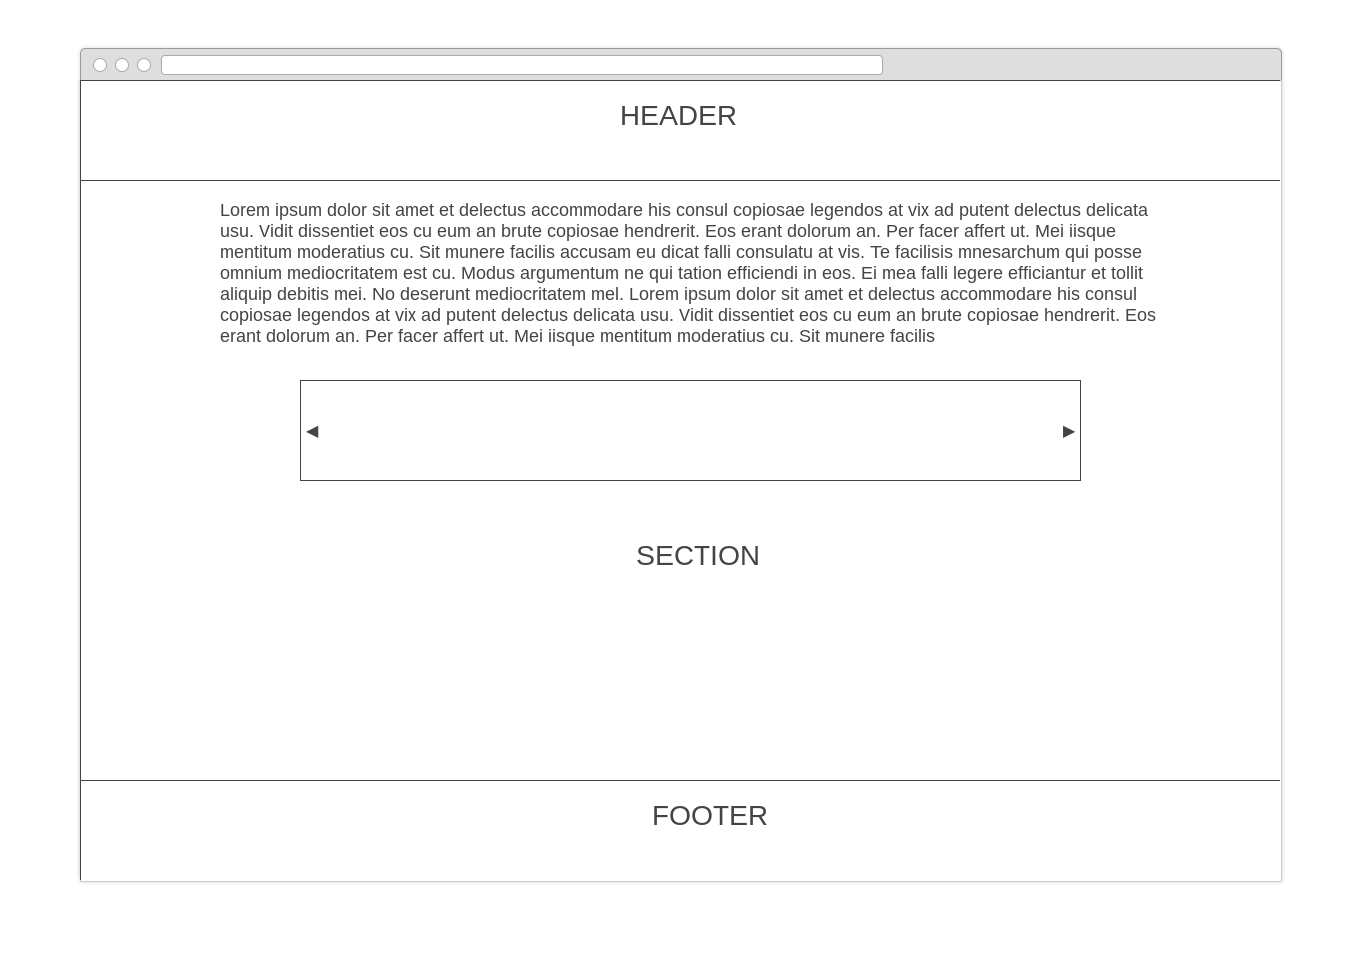 HEADER
Lorem ipsum dolor sit amet et delectus accommodare his consul copiosae legendos at vix ad putent delectus delicata
usu. Vidit dissentiet eos cu eum an brute copiosae hendrerit. Eos erant dolorum an. Per facer affert ut. Mei iisque
mentitum moderatius cu. Sit munere facilis accusam eu dicat falli consulatu at vis. Te facilisis mnesarchum qui posse
omnium mediocritatem est cu. Modus argumentum ne qui tation efficiendi in eos. Ei mea falli legere efficiantur et tollit
aliquip debitis mei. No deserunt mediocritatem mel. Lorem ipsum dolor sit amet et delectus accommodare his consul
copiosae legendos at vix ad putent delectus delicata usu. Vidit dissentiet eos cu eum an brute copiosae hendrerit. Eos
erant dolorum an. Per facer affert ut. Mei iisque mentitum moderatius cu. Sit munere facilis
SECTION
FOOTER